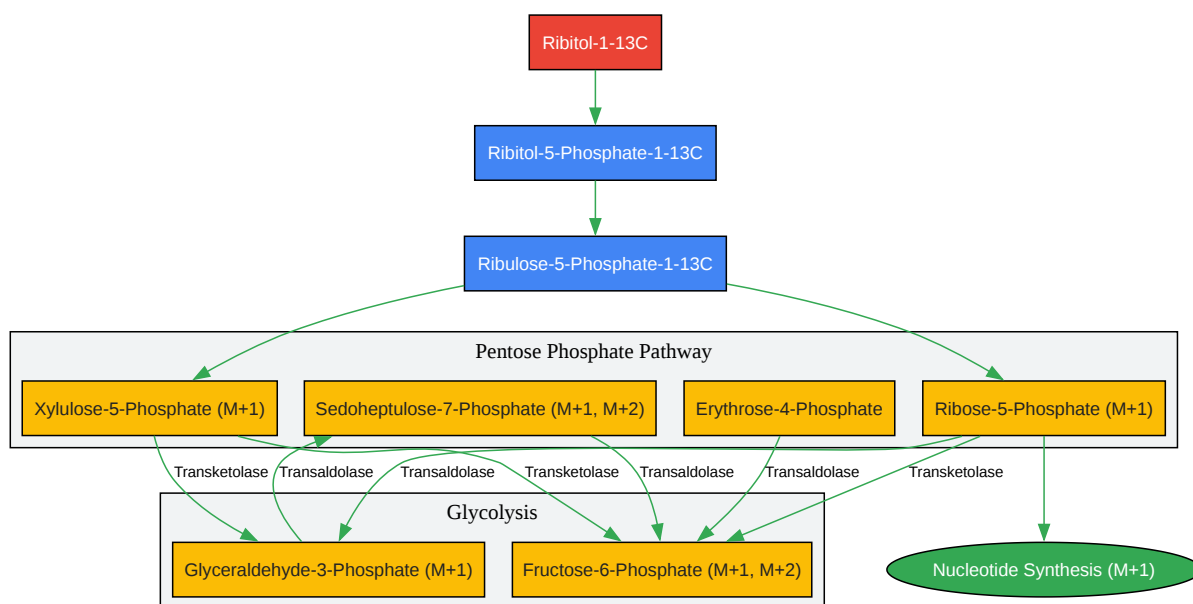 Ribitol-1-13C
Ribitol-5-Phosphate-1-13C
Ribulose-5-Phosphate-1-13C
Pentose Phosphate Pathway
Xylulose-5-Phosphate (M+1)
Sedoheptulose-7-Phosphate (M+1, M+2)
Erythrose-4-Phosphate
Ribose-5-Phosphate (M+1)
Transketolase
Transaldolase
Transaldolase
Transketolase
Transaldolase
Transaldolase
Transketolase
Glycolysis
Glyceraldehyde-3-Phosphate (M+1)
Fructose-6-Phosphate (M+1, M+2)
Nucleotide Synthesis (M+1)